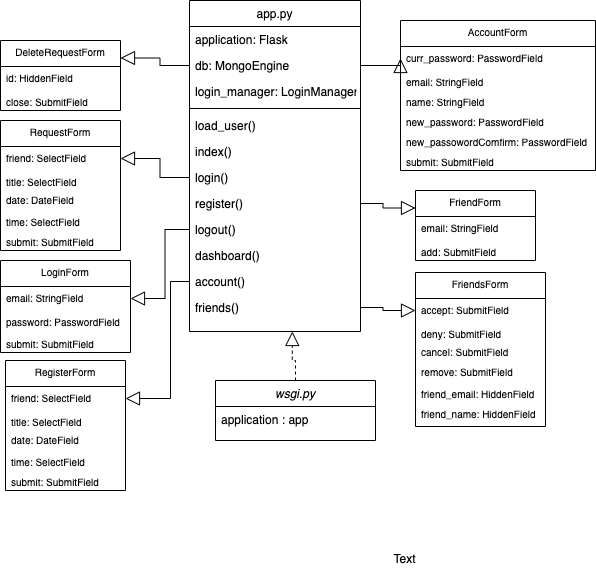 app.py
application: Flask
db: MongoEngine
login_manager: LoginManager
load_user()
index()
login()
register()
logout()
dashboard()
account()
friends()
DeleteRequestForm
id: HiddenField
close: SubmitField
RequestForm
friend: SelectField
title: SelectField
date: DateField
time: SelectField
submit: SubmitField
LoginForm
email: StringField
password: PasswordField
submit: SubmitField
RegisterForm
friend: SelectField
title: SelectField
date: DateField
time: SelectField
submit: SubmitField
wsgi.py
application : app
AccountForm
curr_password: PasswordField
email: StringField
name: StringField
new_password: PasswordField
new_passowordComfirm: PasswordField
submit: SubmitField
FriendForm
email: StringField
add: SubmitField
FriendsForm
accept: SubmitField
deny: SubmitField
cancel: SubmitField
remove: SubmitField
friend_email: HiddenField
friend_name: HiddenField
Text